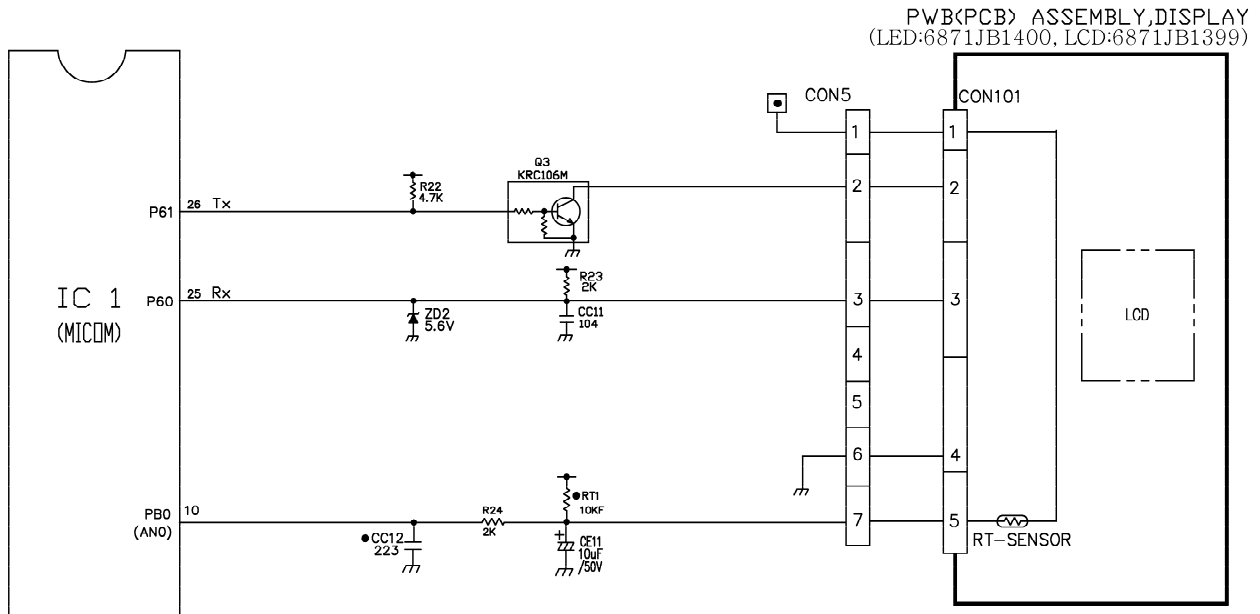 PWB(PCB) ASSEMBLY,DISPLAY
(LED:6871JB1400, LCD:6871JB1399)
CON5
CON101
1
1
Q3
KRC106M
R22
4.7K
2
2
P61
26 Tx
R23
2K
IC 1
(MICOM)
P60
25 Rx
ZD2
5.6V
CC11
104
3
3
LCD
4
5
6
4
RT1
10KF
PB0
(AN0)
10
R24
2K
7
5
CC12
223
+
CE11
10uF
/50V
RT-SENSOR